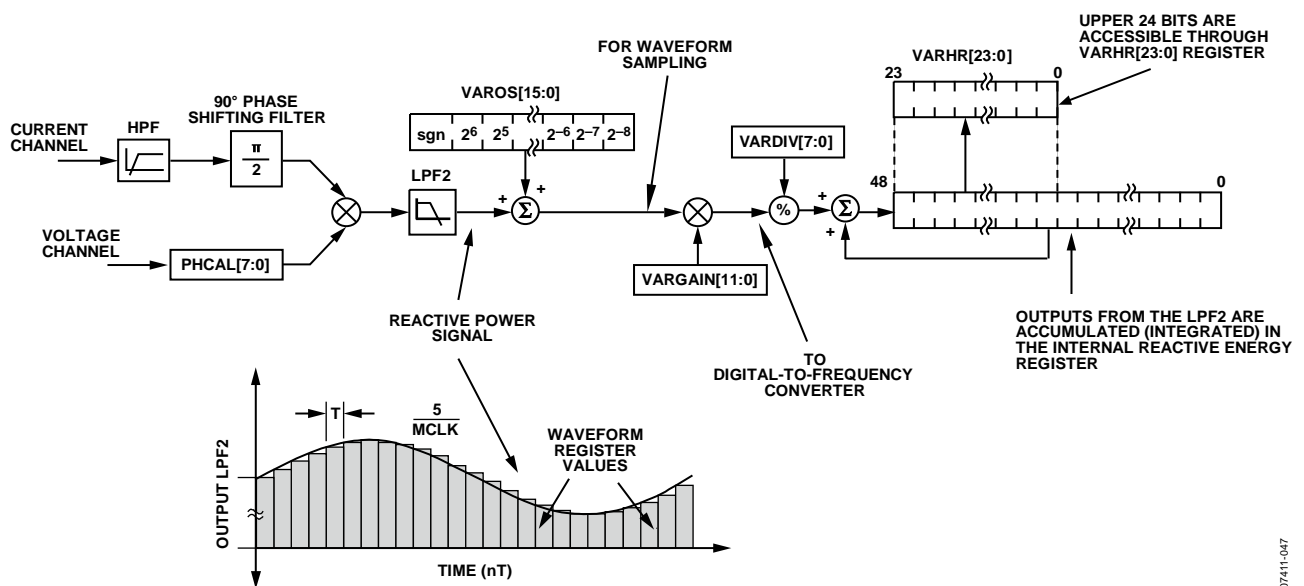 UPPER 24 BITS ARE
ACCESSIBLE THROUGH
VARHR[23:0] REGISTER
FOR WAVEFORM
SAMPLING
VARHR[23:0]
23
0
90° PHASE
SHIFTING FILTER
VAROS[15:0]
CURRENT
CHANNEL
HPF
π
2
sgn 2⁶ 2⁵ 2⁻⁶ 2⁻⁷ 2⁻⁸
VARDIV[7:0]
LPF2
+ +
Σ
%
+
Σ
+
48
0
VOLTAGE
CHANNEL
PHCAL[7:0]
VARGAIN[11:0]
REACTIVE POWER
SIGNAL
TO
DIGITAL-TO-FREQUENCY
CONVERTER
OUTPUTS FROM THE LPF2 ARE
ACCUMULATED (INTEGRATED) IN
THE INTERNAL REACTIVE ENERGY
REGISTER
T
5
MCLK
WAVEFORM
REGISTER
VALUES
OUTPUT LPF2
TIME (nT)
07411-047